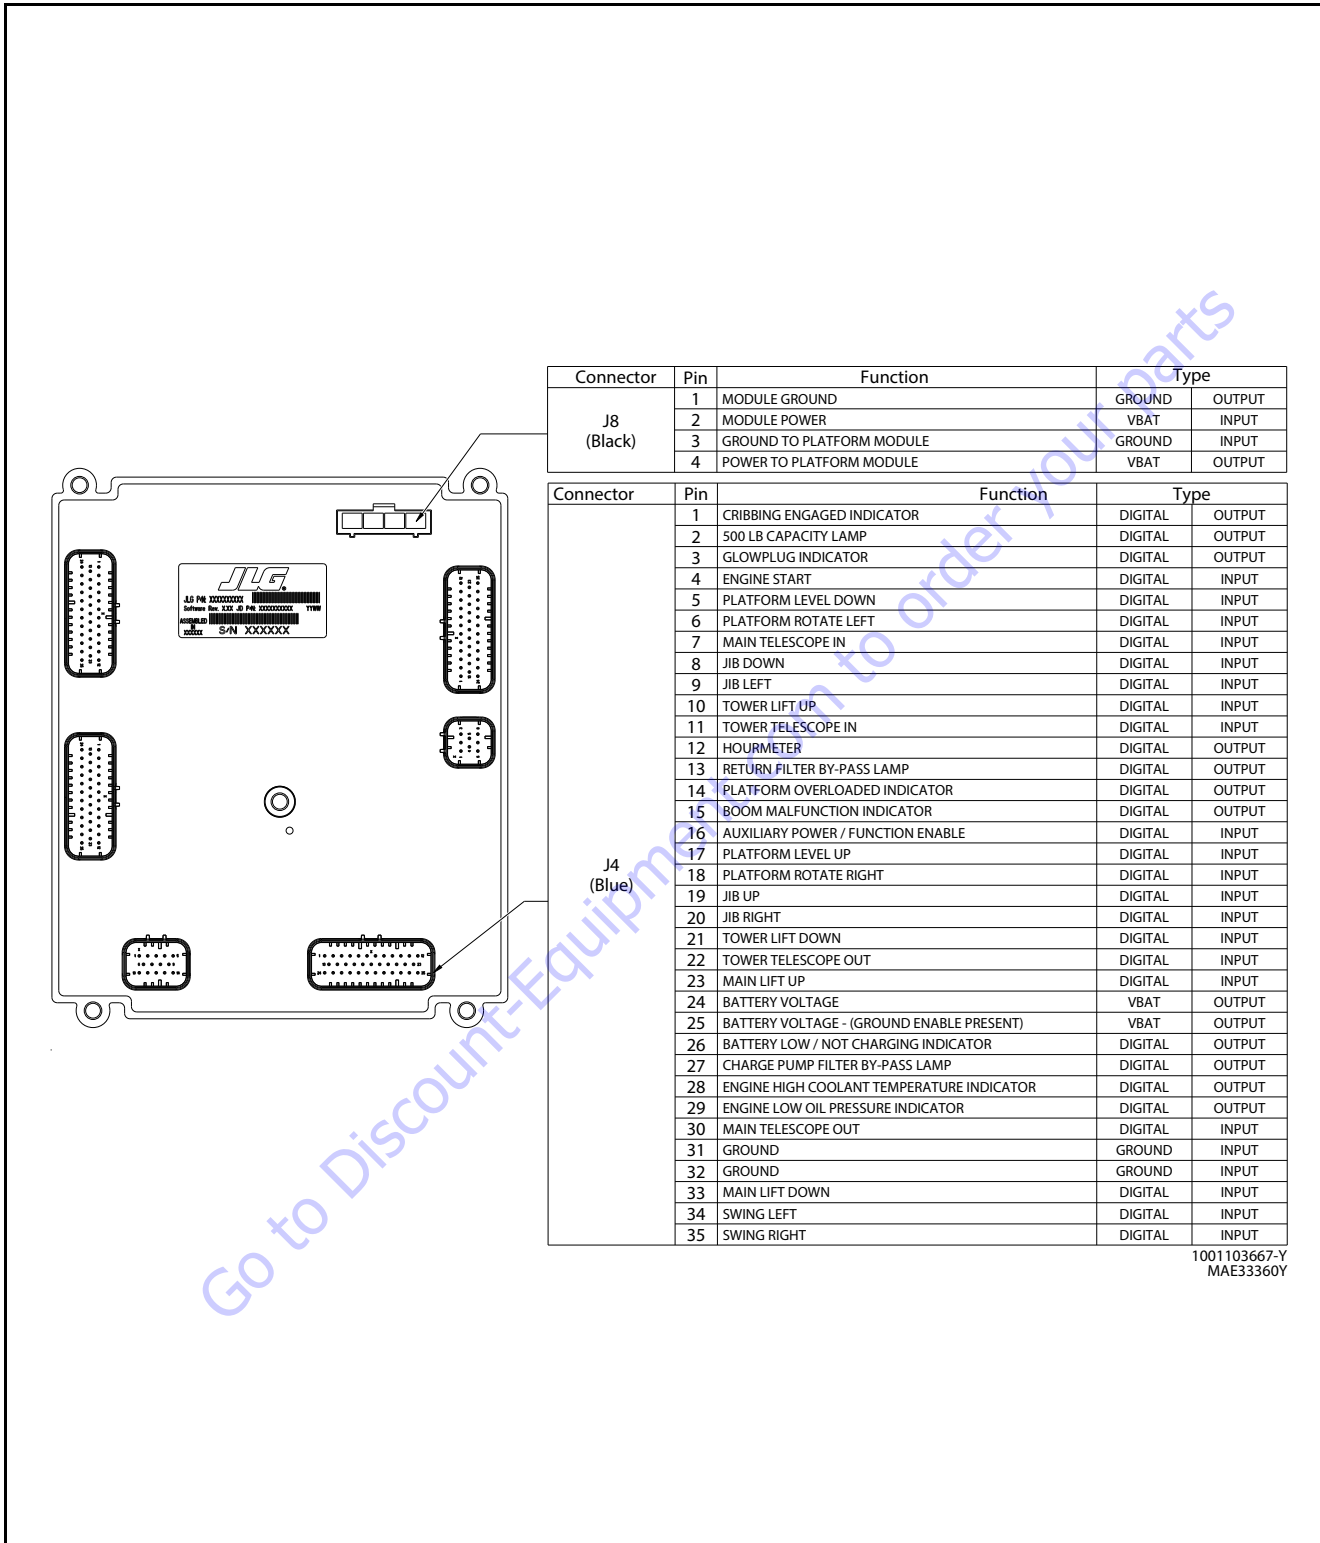 Connector Pin Function Type
J8
(Black)
1 MODULE GROUND GROUND OUTPUT
2 MODULE POWER VBAT INPUT
3 GROUND TO PLATFORM MODULE GROUND INPUT
4 POWER TO PLATFORM MODULE VBAT OUTPUT
Connector Pin Function Type
J4
(Blue)
1 CRIBBING ENGAGED INDICATOR DIGITAL OUTPUT
2 500 LB CAPACITY LAMP DIGITAL OUTPUT
3 GLOWPLUG INDICATOR DIGITAL OUTPUT
4 ENGINE START DIGITAL INPUT
5 PLATFORM LEVEL DOWN DIGITAL INPUT
6 PLATFORM ROTATE LEFT DIGITAL INPUT
7 MAIN TELESCOPE IN DIGITAL INPUT
8 JIB DOWN DIGITAL INPUT
9 JIB LEFT DIGITAL INPUT
10 TOWER LIFT UP DIGITAL INPUT
11 TOWER TELESCOPE IN DIGITAL INPUT
12 HOURMETER DIGITAL OUTPUT
13 RETURN FILTER BY-PASS LAMP DIGITAL OUTPUT
14 PLATFORM OVERLOADED INDICATOR DIGITAL OUTPUT
15 BOOM MALFUNCTION INDICATOR DIGITAL OUTPUT
16 AUXILIARY POWER / FUNCTION ENABLE DIGITAL INPUT
17 PLATFORM LEVEL UP DIGITAL INPUT
18 PLATFORM ROTATE RIGHT DIGITAL INPUT
19 JIB UP DIGITAL INPUT
20 JIB RIGHT DIGITAL INPUT
21 TOWER LIFT DOWN DIGITAL INPUT
22 TOWER TELESCOPE OUT DIGITAL INPUT
23 MAIN LIFT UP DIGITAL INPUT
24 BATTERY VOLTAGE VBAT OUTPUT
25 BATTERY VOLTAGE - (GROUND ENABLE PRESENT) VBAT OUTPUT
26 BATTERY LOW / NOT CHARGING INDICATOR DIGITAL OUTPUT
27 CHARGE PUMP FILTER BY-PASS LAMP DIGITAL OUTPUT
28 ENGINE HIGH COOLANT TEMPERATURE INDICATOR DIGITAL OUTPUT
29 ENGINE LOW OIL PRESSURE INDICATOR DIGITAL OUTPUT
30 MAIN TELESCOPE OUT DIGITAL INPUT
31 GROUND GROUND INPUT
32 GROUND GROUND INPUT
33 MAIN LIFT DOWN DIGITAL INPUT
34 SWING LEFT DIGITAL INPUT
35 SWING RIGHT DIGITAL INPUT
1001103667-Y
MAE33360Y
JLG
JLG P/N: XXXXXXXXXX
Software Rev. XXX JD P/N: XXXXXXXXXX YYWW
ASSEMBLED
IN
XXXXXX
S/N XXXXXX
Go to Discount-Equipment.com to order your parts